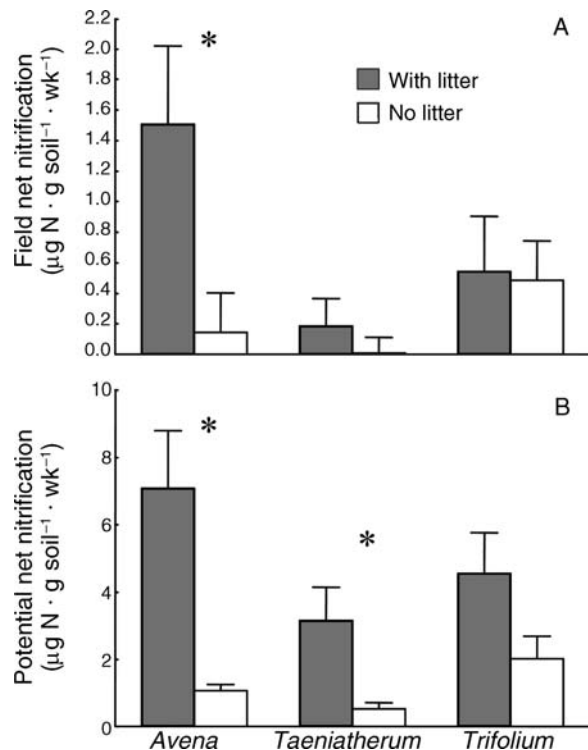 A
*
With litter
No litter
Field net nitrification
(µg N · g soil⁻¹ · wk⁻¹)
2.2
2.0
1.8
1.6
1.4
1.2
1.0
0.8
0.6
0.4
0.2
0.0
B
*
*
Potential net nitrification
(µg N · g soil⁻¹ · wk⁻¹)
10
8
6
4
2
0
Avena Taeniatherum Trifolium